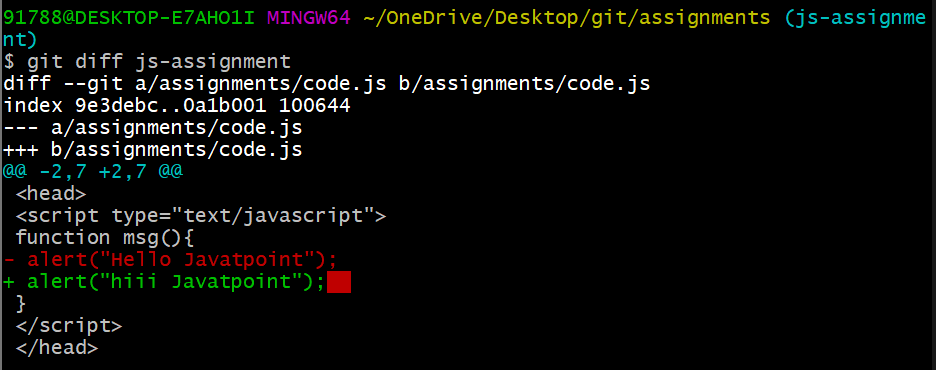 91788@DESKTOP-E7AHO1I MINGW64 ~/OneDrive/Desktop/git/assignments (js-assignme
nt)
$ git diff js-assignment
diff --git a/assignments/code.js b/assignments/code.js
index 9e3debc..0a1b001 100644
--- a/assignments/code.js
+++ b/assignments/code.js
@@ -2,7 +2,7 @@
 <head>
 <script type="text/javascript">
 function msg(){
- alert("Hello Javatpoint");
+ alert("hiii Javatpoint");
 }
 </script>
 </head>